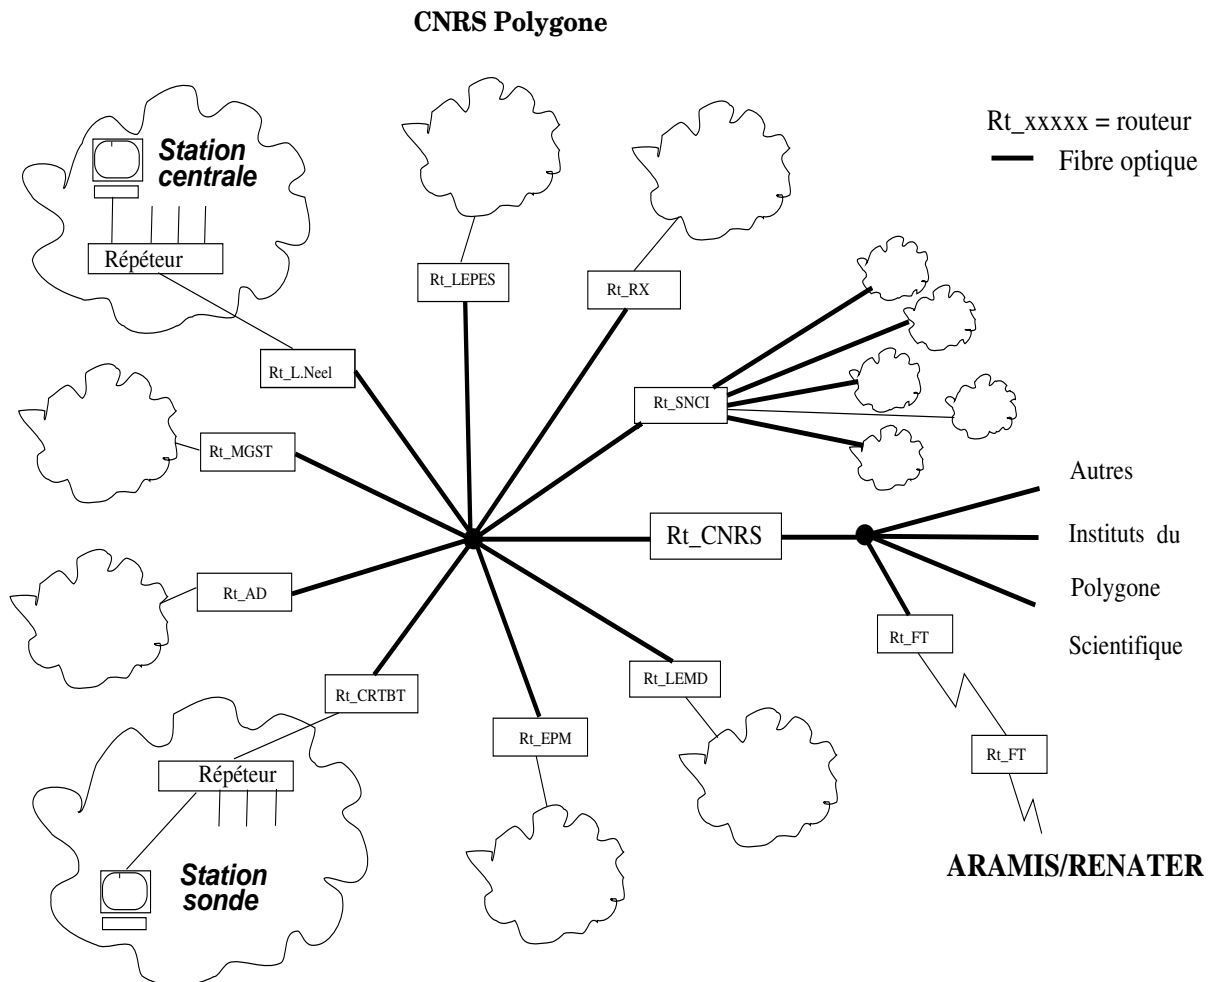 CNRS Polygone
Rt_xxxxx = routeur
Fibre optique
Station
centrale
Répéteur
Rt_LEPES
Rt_RX
Rt_L.Neel
Rt_SNCI
Rt_MGST
Autres
Rt_CNRS
Instituts du
Rt_AD
Polygone
Rt_FT
Scientifique
Rt_CRTBT
Rt_LEMD
Rt_EPM
Rt_FT
Répéteur
Station
sonde
ARAMIS/RENATER